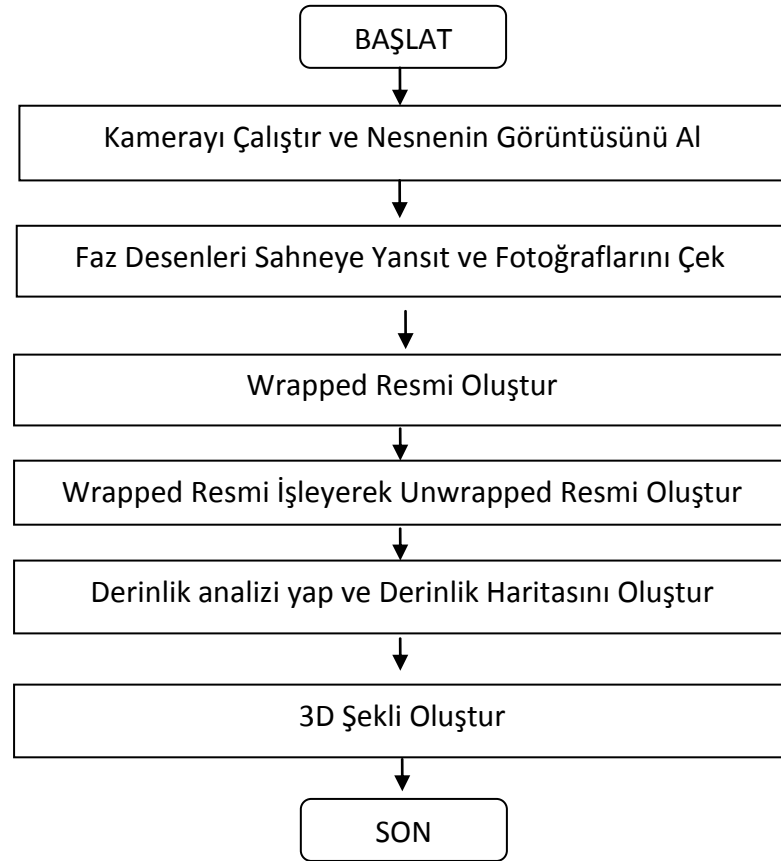 BAŞLAT
Kamerayı Çalıştır ve Nesnenin Görüntüsünü Al
Faz Desenleri Sahneye Yansıt ve Fotoğraflarını Çek
Wrapped Resmi Oluştur
Wrapped Resmi İşleyerek Unwrapped Resmi Oluştur
Derinlik analizi yap ve Derinlik Haritasını Oluştur
3D Şekli Oluştur
SON